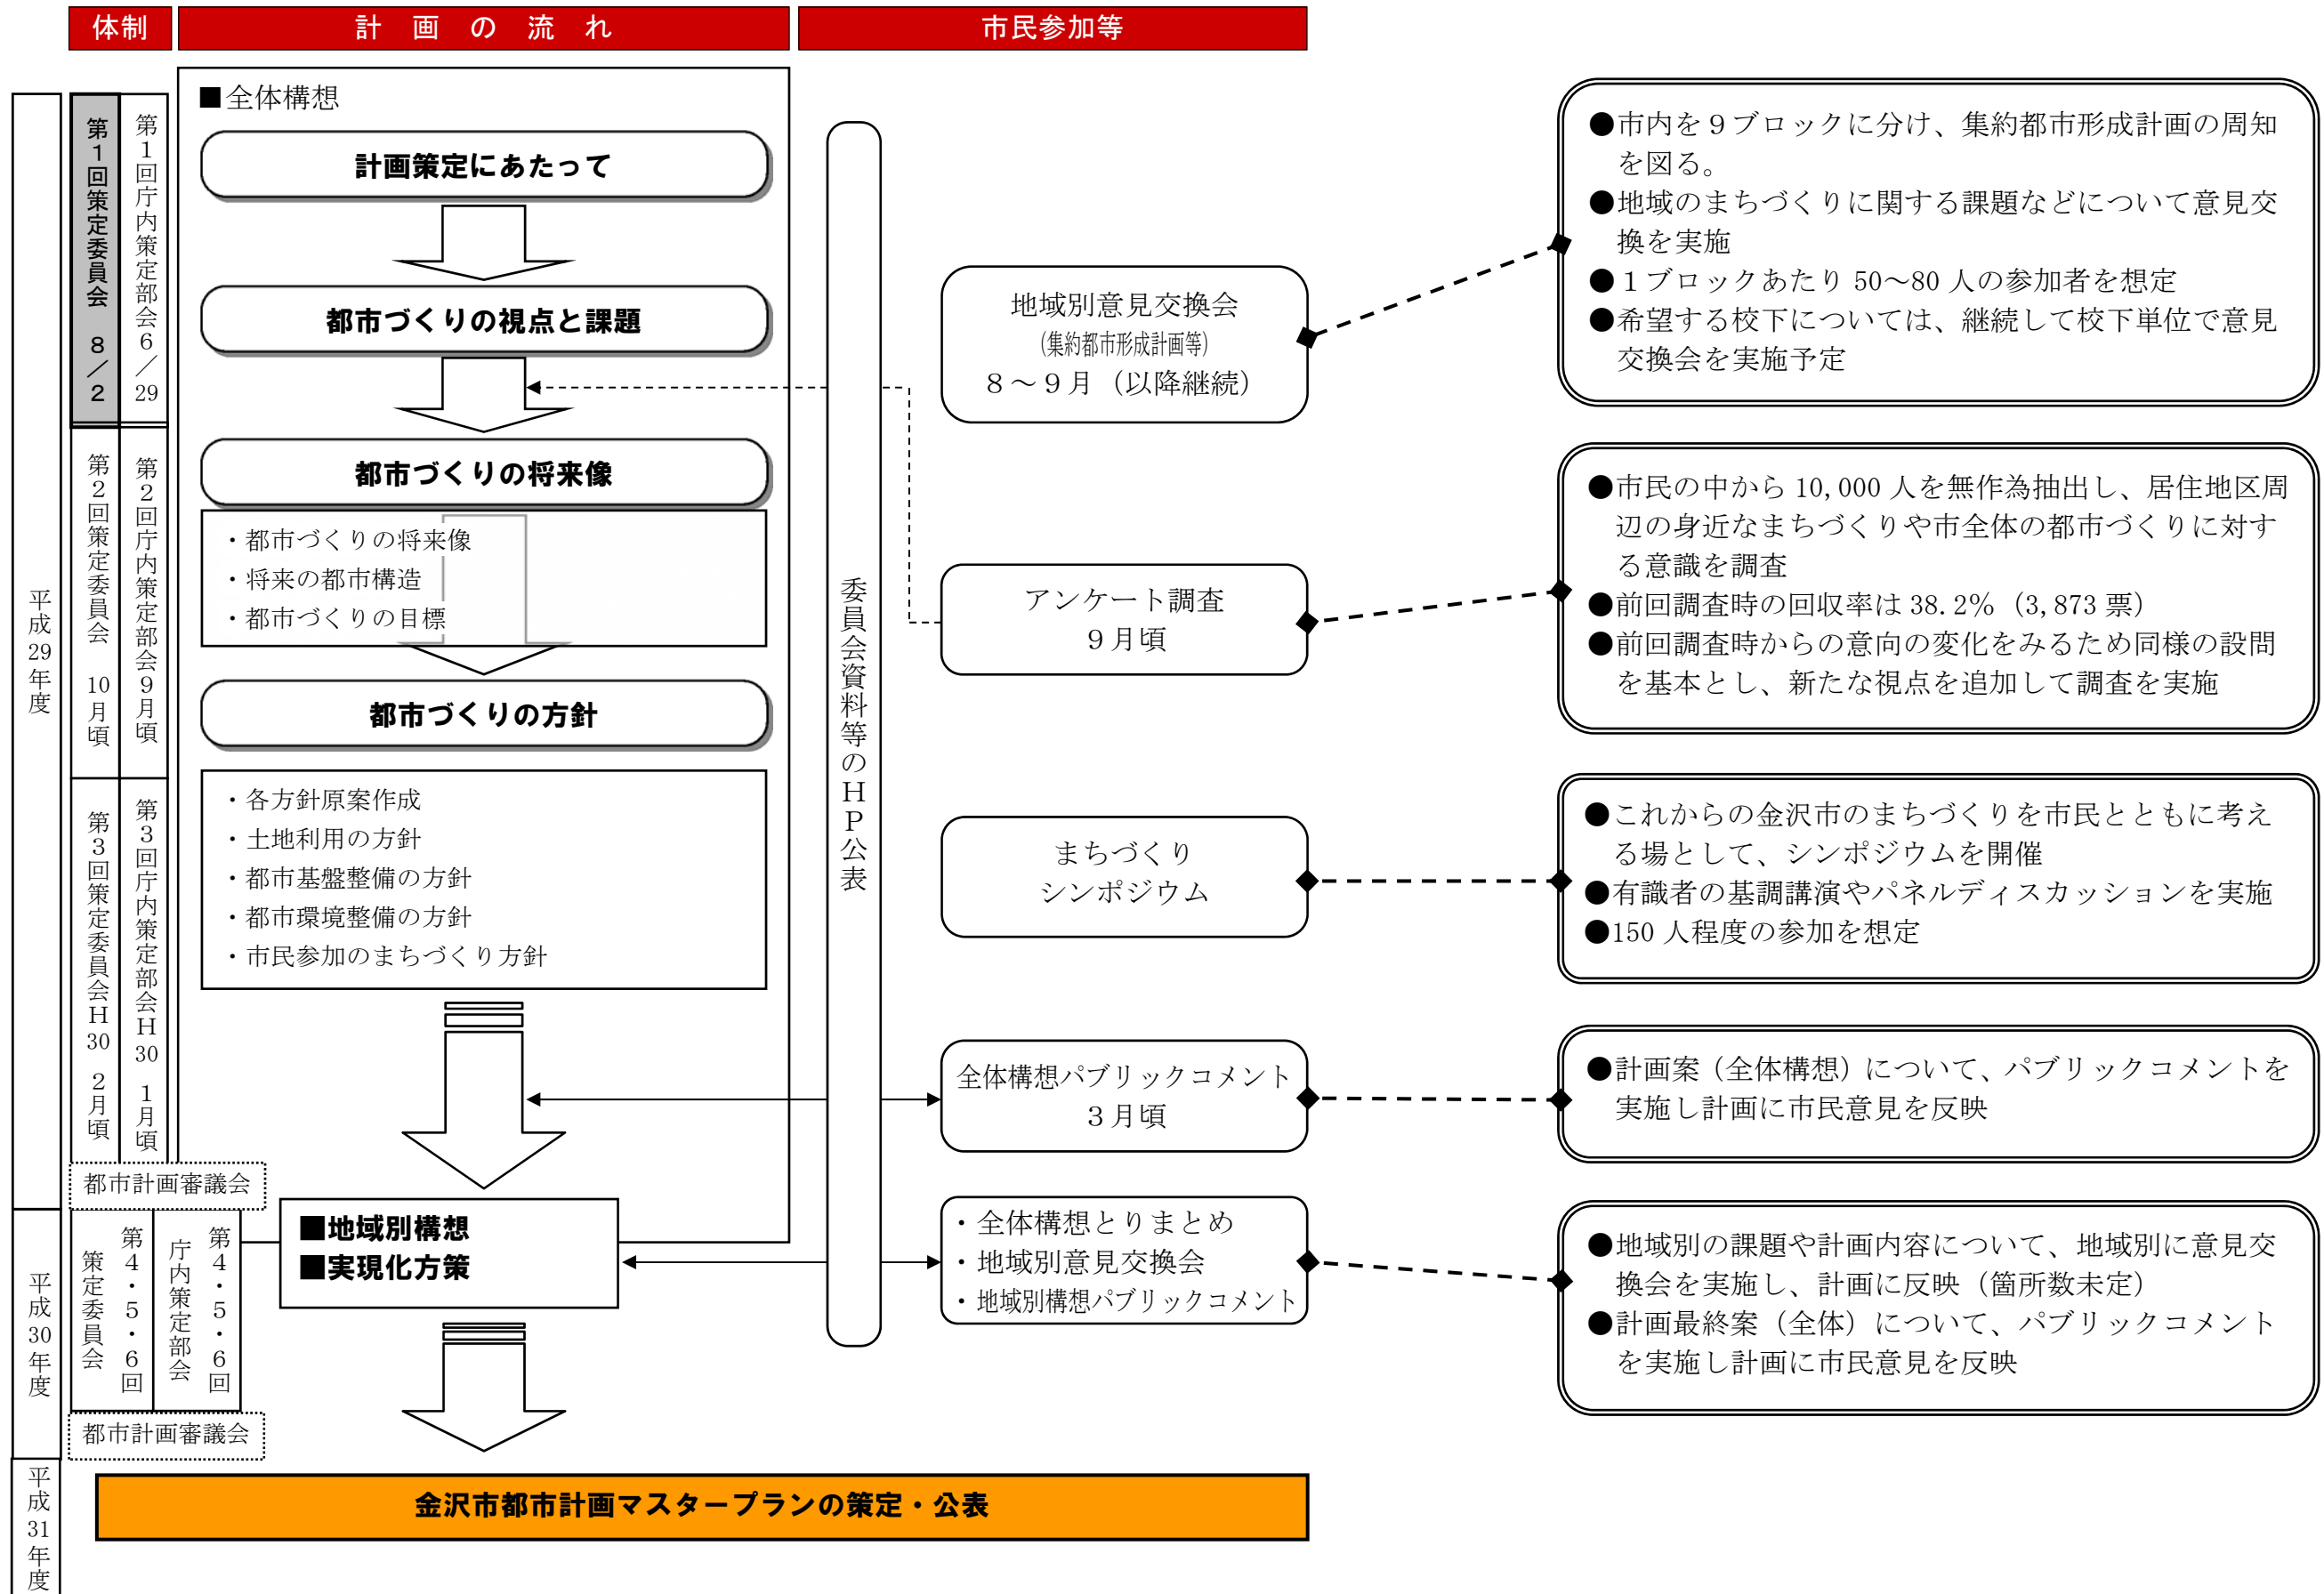 体制
計画の流れ
市民参加等
平成29年度
第1回策定委員会 8/2
第1回庁内策定部会6/29
第2回策定委員会 10月頃
第2回庁内策定部会9月頃
第3回策定委員会H30 2月頃
第3回庁内策定部会H30 1月頃
都市計画審議会
平成30年度
第4・5・6回
策定委員会
第4・5・6回
庁内策定部会
都市計画審議会
平成31年度
■全体構想
計画策定にあたって
都市づくりの視点と課題
都市づくりの将来像
・都市づくりの将来像
・将来の都市構造
・都市づくりの目標
都市づくりの方針
・各方針原案作成
・土地利用の方針
・都市基盤整備の方針
・都市環境整備の方針
・市民参加のまちづくり方針
■地域別構想
■実現化方策
委員会資料等のHP公表
地域別意見交換会
(集約都市形成計画等)
8～9月（以降継続）
アンケート調査
9月頃
まちづくり
シンポジウム
全体構想パブリックコメント
3月頃
・全体構想とりまとめ
・地域別意見交換会
・地域別構想パブリックコメント
●市内を9ブロックに分け、集約都市形成計画の周知
を図る。
●地域のまちづくりに関する課題などについて意見交
換を実施
●1ブロックあたり50～80人の参加者を想定
●希望する校下については、継続して校下単位で意見
交換会を実施予定
●市民の中から10,000人を無作為抽出し、居住地区周
辺の身近なまちづくりや市全体の都市づくりに対す
る意識を調査
●前回調査時の回収率は38.2%（3,873票）
●前回調査時からの意向の変化をみるため同様の設問
を基本とし、新たな視点を追加して調査を実施
●これからの金沢市のまちづくりを市民とともに考え
る場として、シンポジウムを開催
●有識者の基調講演やパネルディスカッションを実施
●150人程度の参加を想定
●計画案（全体構想）について、パブリックコメントを
実施し計画に市民意見を反映
●地域別の課題や計画内容について、地域別に意見交
換会を実施し、計画に反映（箇所数未定）
●計画最終案（全体）について、パブリックコメント
を実施し計画に市民意見を反映
金沢市都市計画マスタープランの策定・公表